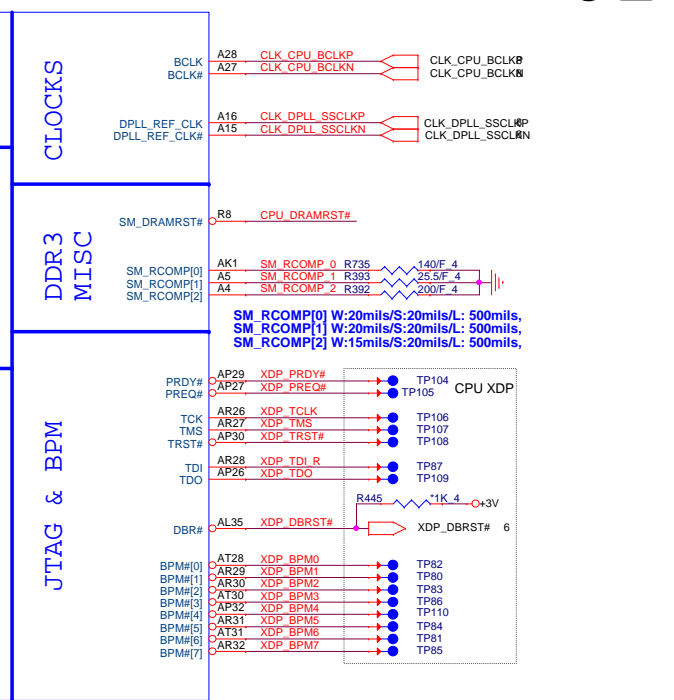 CLOCKS
BCLK A28 CLK_CPU_BCLKP CLK_CPU_BCLKP
BCLK# A27 CLK_CPU_BCLKN CLK_CPU_BCLKN
DPLL_REF_CLK A16 CLK_DPLL_SSCLKP CLK_DPLL_SSCLKP
DPLL_REF_CLK# A15 CLK_DPLL_SSCLKN CLK_DPLL_SSCLKN
DDR3
MISC
SM_DRAMRST# R8 CPU_DRAMRST#
SM_RCOMP[0] AK1 SM_RCOMP_0 R735 140/F_4
SM_RCOMP[1] A5 SM_RCOMP_1 R393 25.5/F_4
SM_RCOMP[2] A4 SM_RCOMP_2 R392 200/F_4
SM_RCOMP[0] W:20mils/S:20mils/L: 500mils,
SM_RCOMP[1] W:20mils/S:20mils/L: 500mils,
SM_RCOMP[2] W:15mils/S:20mils/L: 500mils,
JTAG & BPM
CPU XDP
PRDY# AP29 XDP_PRDY# TP104
PREQ# AP27 XDP_PREQ# TP105
TCK AR26 XDP_TCLK TP106
TMS AR27 XDP_TMS TP107
TRST# AP30 XDP_TRST# TP108
TDI AR28 XDP_TDI_R TP87
TDO AP26 XDP_TDO TP109
R445 *1K_4 +3V
DBR# AL35 XDP_DBRST# XDP_DBRST# 6
BPM#[0] AT28 XDP_BPM0 TP82
BPM#[1] AR29 XDP_BPM1 TP80
BPM#[2] AR30 XDP_BPM2 TP83
BPM#[3] AT30 XDP_BPM3 TP86
BPM#[4] AP32 XDP_BPM4 TP110
BPM#[5] AR31 XDP_BPM5 TP84
BPM#[6] AT31 XDP_BPM6 TP81
BPM#[7] AR32 XDP_BPM7 TP85